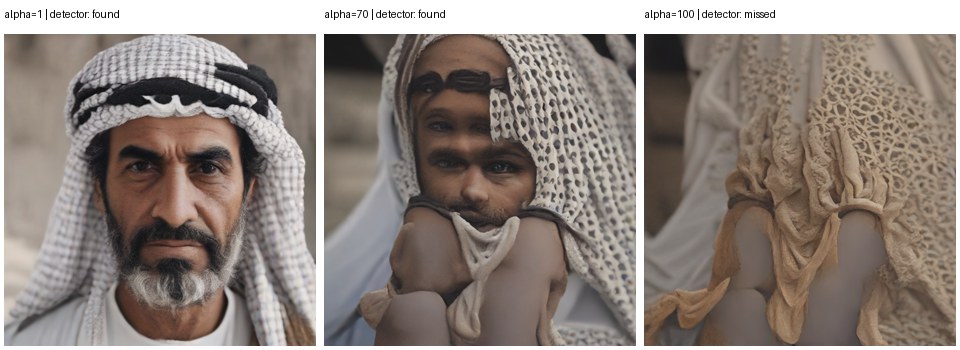 alpha=1 | detector: found
alpha=70 | detector: found
alpha=100 | detector: missed